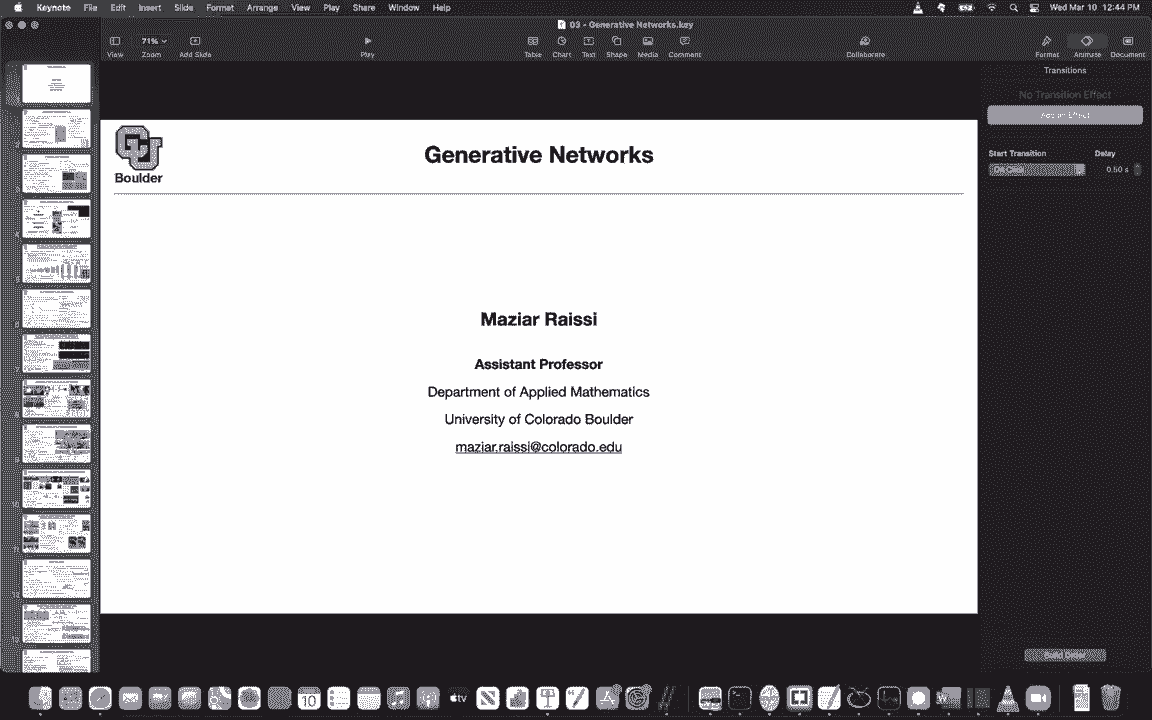 Keynote File Edit Insert Slide Format Arrange View Play Share Window Help
Wed Mar 10 12:44 PM
03 - Generative Networks.key
71%
View Zoom Add Slide Play Table Chart Text Shape Media Comment Collaborate Format Animate Document
Transitions
No Transition Effect
Add an Effect
Start Transition Delay
On Click 0.50 s
CU
Boulder
Generative Networks
Maziar Raissi
Assistant Professor
Department of Applied Mathematics
University of Colorado Boulder
maziar.raissi@colorado.edu
Build Order
tv
10